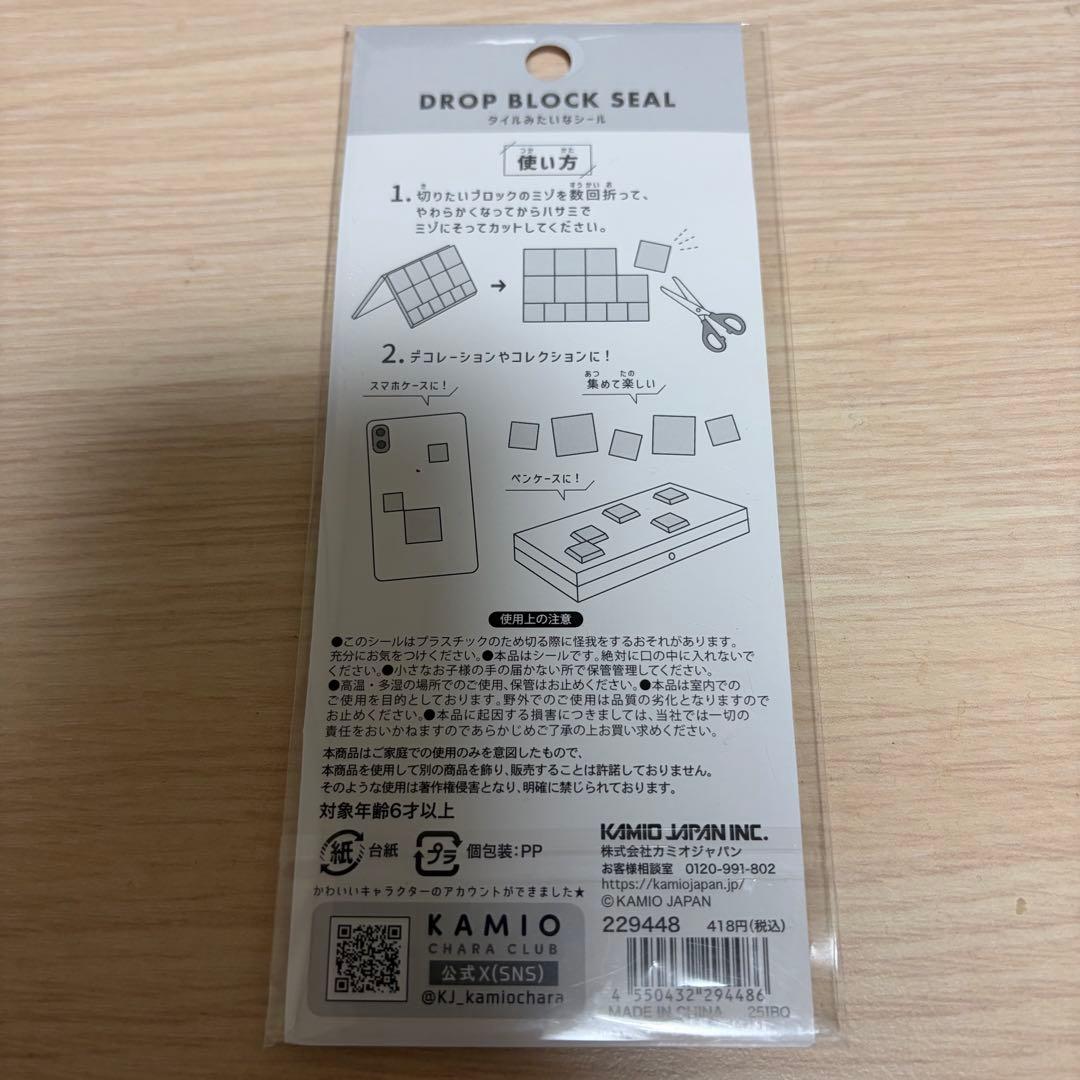 DROP BLOCK SEAL
タイルみたいなシール
つか かた
使い方
き すうかい お
1. 切りたいブロックのミゾを数回折って、
やわらかくなってからハサミで
ミゾにそってカットしてください。
2. デコレーションやコレクションに!
スマホケースに!
あつ たの
集めて楽しい
ペンケースに!
使用上の注意
●このシールはプラスチックのため切る際に怪我をするおそれがあります。
充分にお気をつけください。●本品はシールです。絶対に口の中に入れないで
ください。●小さなお子様の手の届かない所で保管管理してください。
●高温・多湿の場所でのご使用、保管はお止めください。●本品は室内での
ご使用を目的としております。野外でのご使用は品質の劣化となりますので
お止めください。●本品に起因する損害につきましては、当社では一切の
責任をおいかねますのであらかじめご了承の上お買い求めください。
本商品はご家庭での使用のみを意図したもので、
本商品を使用して別の商品を飾り、販売することは許諾しておりません。
そのような使用は著作権侵害となり、明確に禁じられております。
対象年齢6才以上
紙 台紙 プラ 個包装:PP
KAMIO JAPAN INC.
株式会社カミオジャパン
お客様相談室 0120-991-802
https://kamiojapan.jp/
©KAMIO JAPAN
かわいいキャラクターのアカウントができました★
KAMIO
CHARA CLUB
公式X(SNS)
@KJ_kamiochara
229448 418円(税込)
4 550432 294486
MADE IN CHINA 251BO